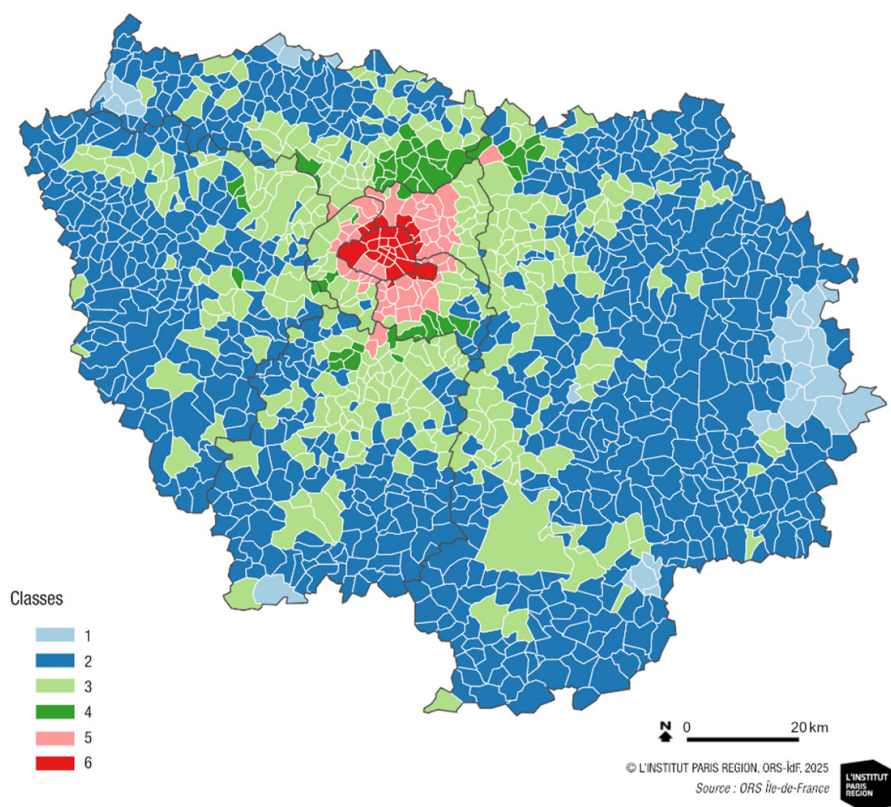 Classes
1
2
3
4
5
6
N 0 20 km
© L'INSTITUT PARIS REGION, ORS-ÎdF, 2025
Source : ORS Île-de-France
L'INSTITUT
PARIS
REGION